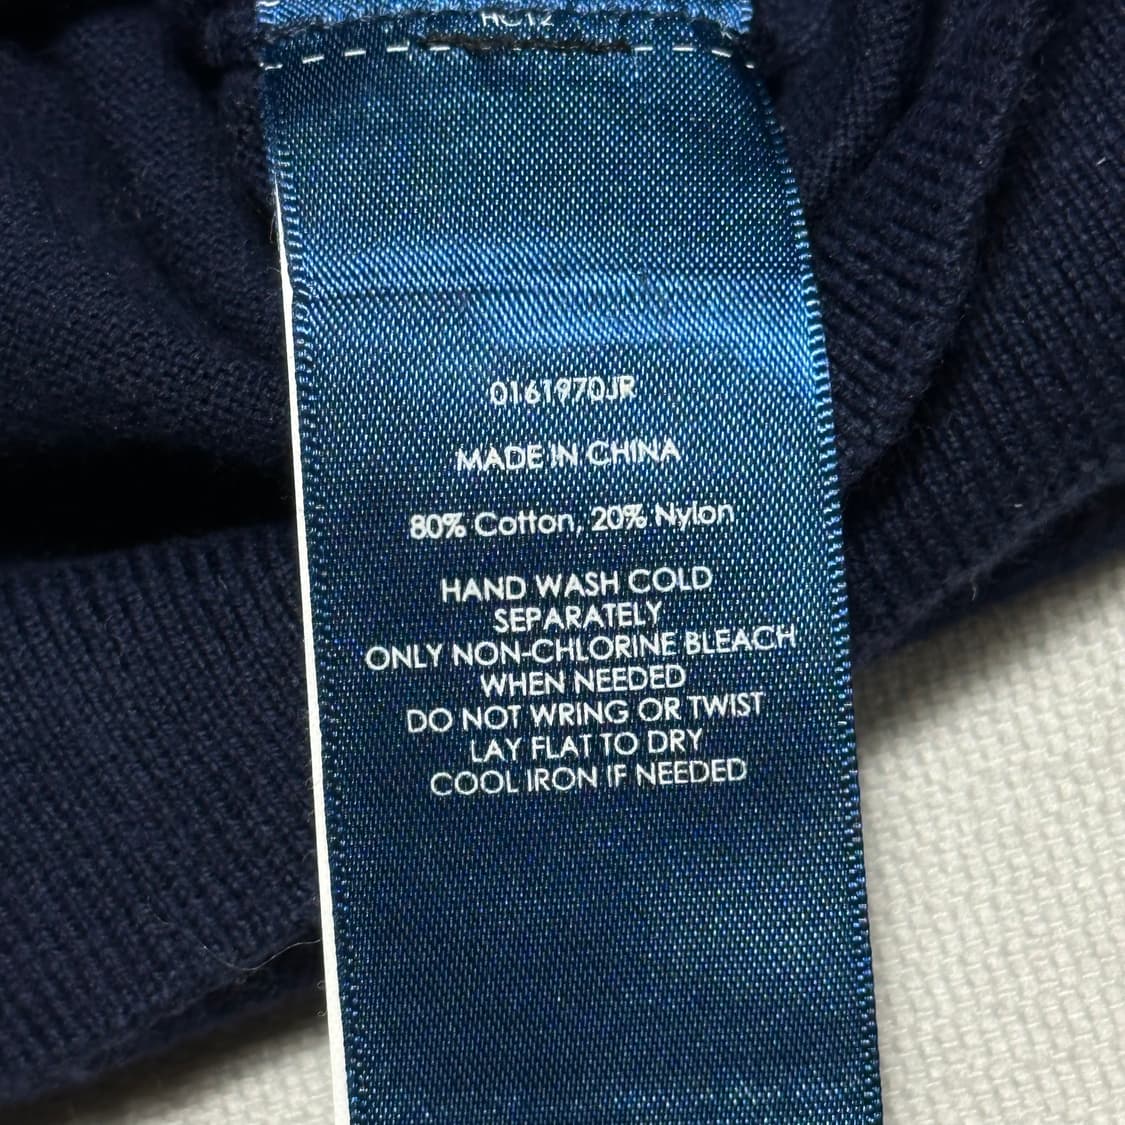 0161970JR
MADE IN CHINA
80% Cotton, 20% Nylon
HAND WASH COLD
SEPARATELY
ONLY NON-CHLORINE BLEACH
WHEN NEEDED
DO NOT WRING OR TWIST
LAY FLAT TO DRY
COOL IRON IF NEEDED